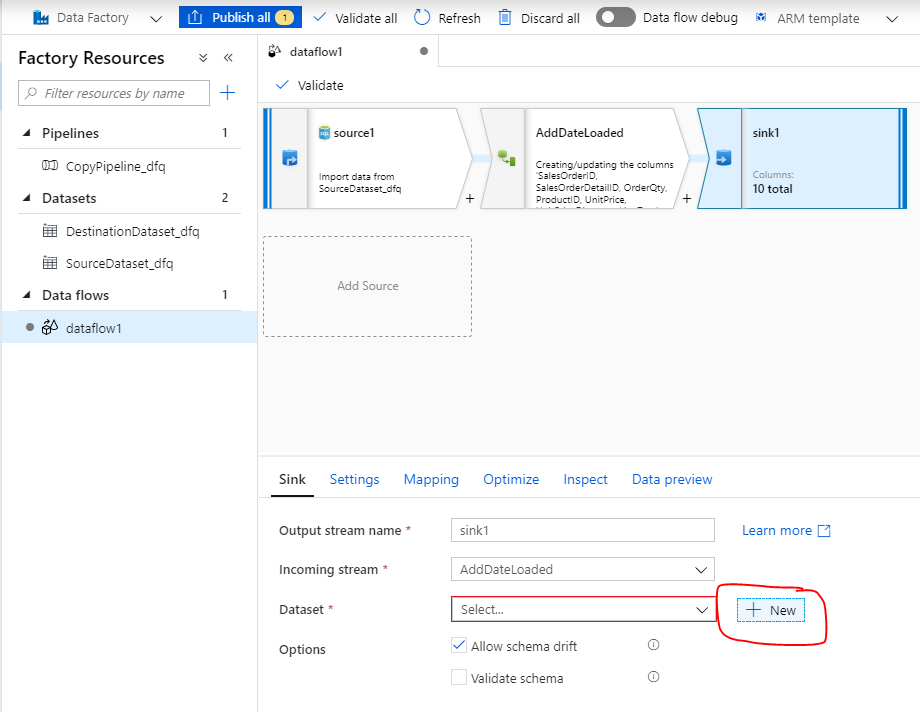 Data Factory
Publish all 1
Validate all
Refresh
Discard all
Data flow debug
ARM template
Factory Resources
Filter resources by name
Pipelines 1
CopyPipeline_dfq
Datasets 2
DestinationDataset_dfq
SourceDataset_dfq
Data flows 1
dataflow1
dataflow1
Validate
source1
Import data from
SourceDataset_dfq
+
AddDateLoaded
Creating/updating the columns
'SalesOrderID,
SalesOrderDetailID, OrderQty,
ProductID, UnitPrice,
+
sink1
Columns:
10 total
Add Source
Sink Settings Mapping Optimize Inspect Data preview
Output stream name * sink1 Learn more
Incoming stream * AddDateLoaded
Dataset * Select... + New
Options Allow schema drift
Validate schema